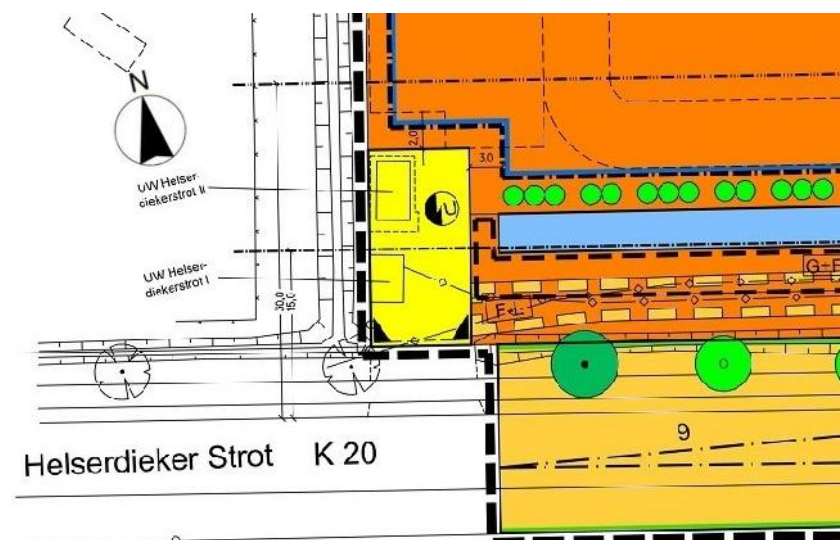 N
UW Helser-
diekerstrot II
UW Helser-
diekerstrot I
2,0
3.0
U
30,0
15,0
G+F
9
Helserdieker Strot K 20